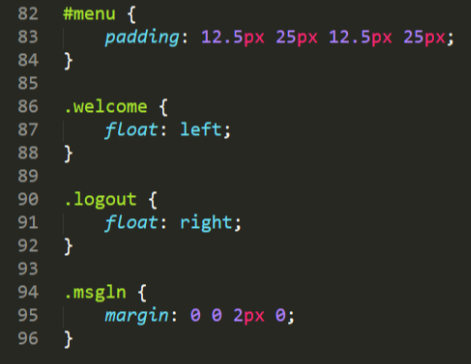 82 #menu {
83     padding: 12.5px 25px 12.5px 25px;
84 }
85
86 .welcome {
87     float: left;
88 }
89
90 .logout {
91     float: right;
92 }
93
94 .msgln {
95     margin: 0 0 2px 0;
96 }